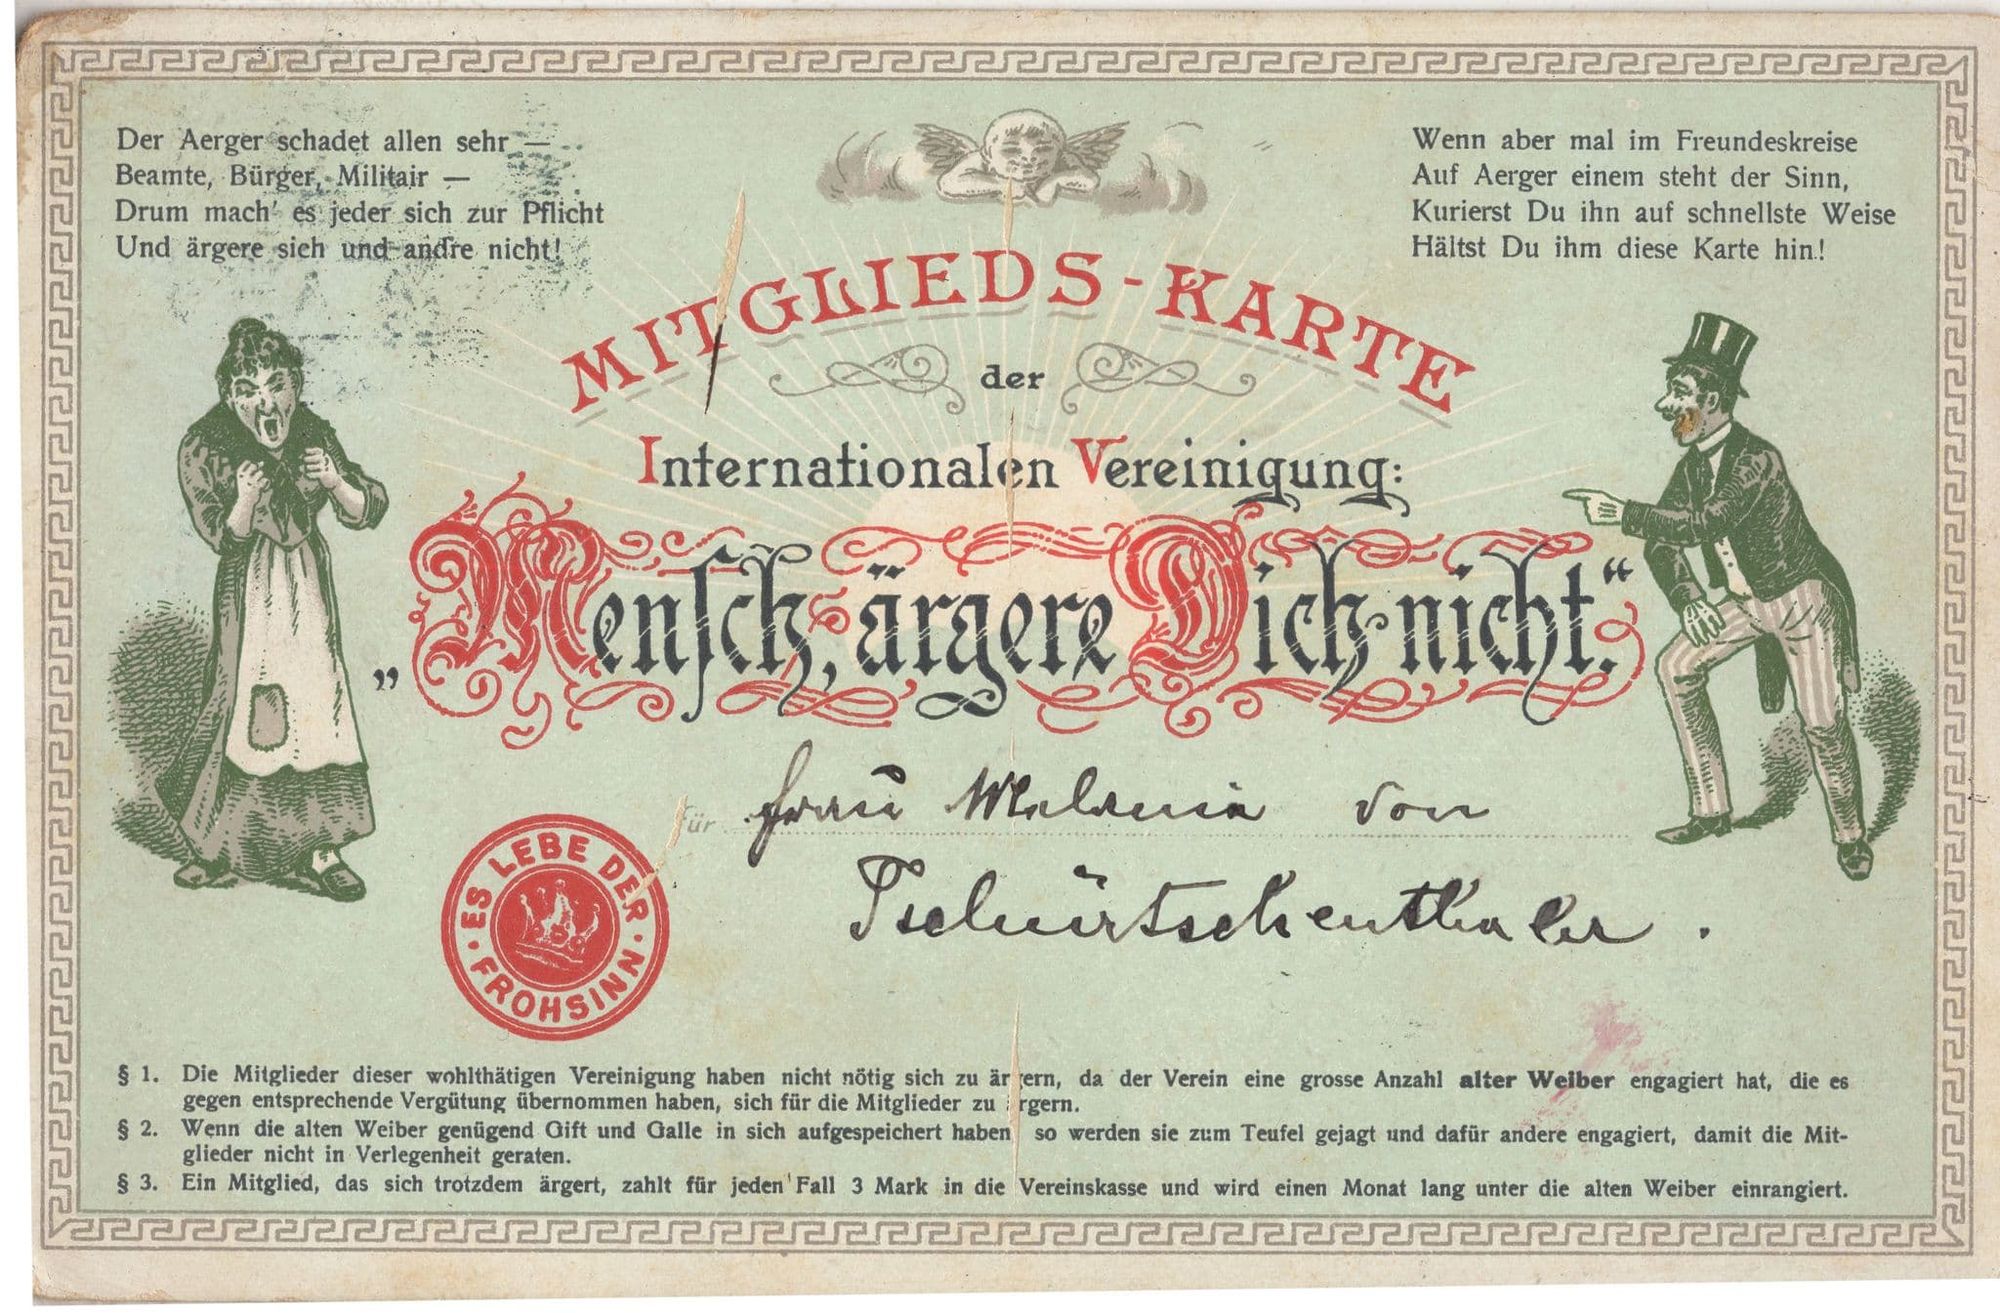 Der Aerger schadet allen sehr —
Beamte, Bürger, Militair —
Drum mach' es jeder sich zur Pflicht
Und ärgere sich und andre nicht!
Wenn aber mal im Freundeskreise
Auf Aerger einem steht der Sinn,
Kurierst Du ihn auf schnellste Weise
Hältst Du ihm diese Karte hin!
MITGLIEDS-KARTE
der
Internationalen Vereinigung:
„Mensch, ärgere Dich nicht.“
für Frau Melanie von
Tschurtschenthaler.
ES LEBE DER
FROHSINN
§ 1. Die Mitglieder dieser wohlthätigen Vereinigung haben nicht nötig sich zu ärgern, da der Verein eine grosse Anzahl alter Weiber engagiert hat, die es
gegen entsprechende Vergütung übernommen haben, sich für die Mitglieder zu ärgern.
§ 2. Wenn die alten Weiber genügend Gift und Galle in sich aufgespeichert haben so werden sie zum Teufel gejagt und dafür andere engagiert, damit die Mit-
glieder nicht in Verlegenheit geraten.
§ 3. Ein Mitglied, das sich trotzdem ärgert, zahlt für jeden Fall 3 Mark in die Vereinskasse und wird einen Monat lang unter die alten Weiber einrangiert.